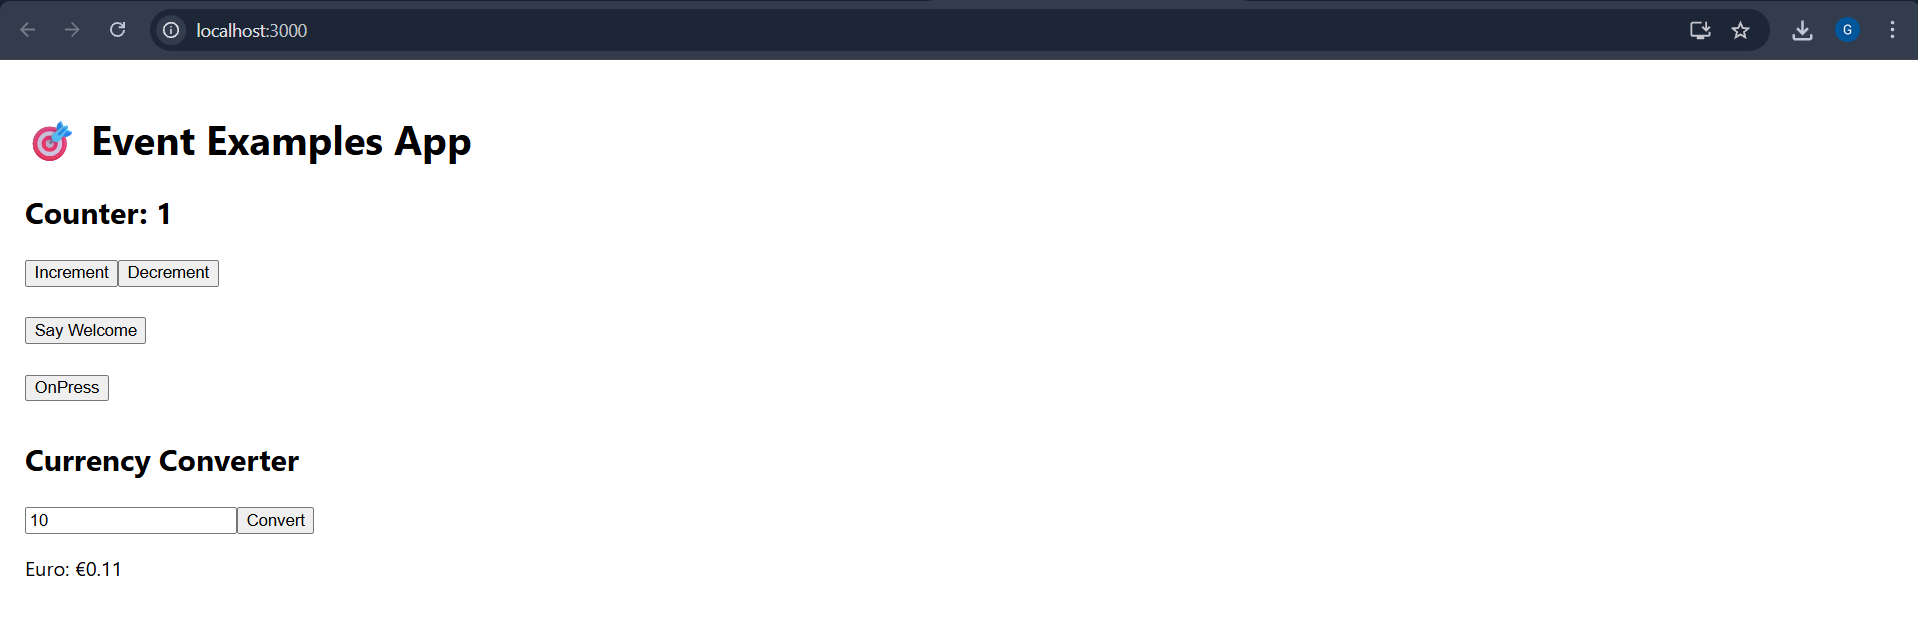 localhost:3000
G
🎯 Event Examples App
Counter: 1
Increment Decrement
Say Welcome
OnPress
Currency Converter
10 Convert
Euro: €0.11